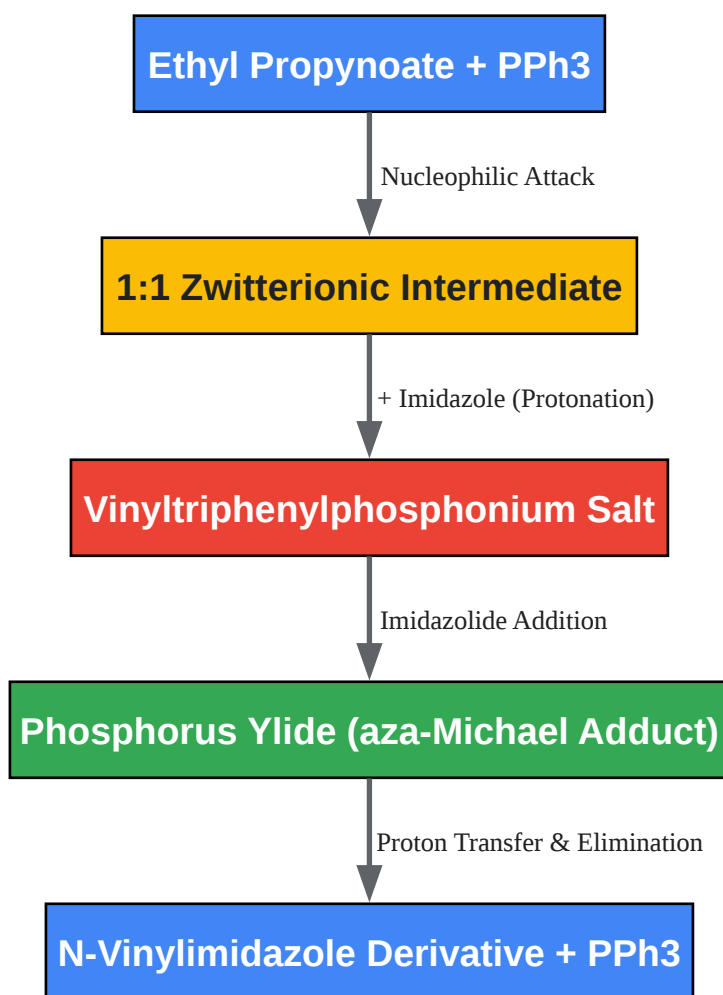 Ethyl Propynoate + PPh3
Nucleophilic Attack
1:1 Zwitterionic Intermediate
+ Imidazole (Protonation)
Vinyltriphenylphosphonium Salt
Imidazolide Addition
Phosphorus Ylide (aza-Michael Adduct)
Proton Transfer & Elimination
N-Vinylimidazole Derivative + PPh3